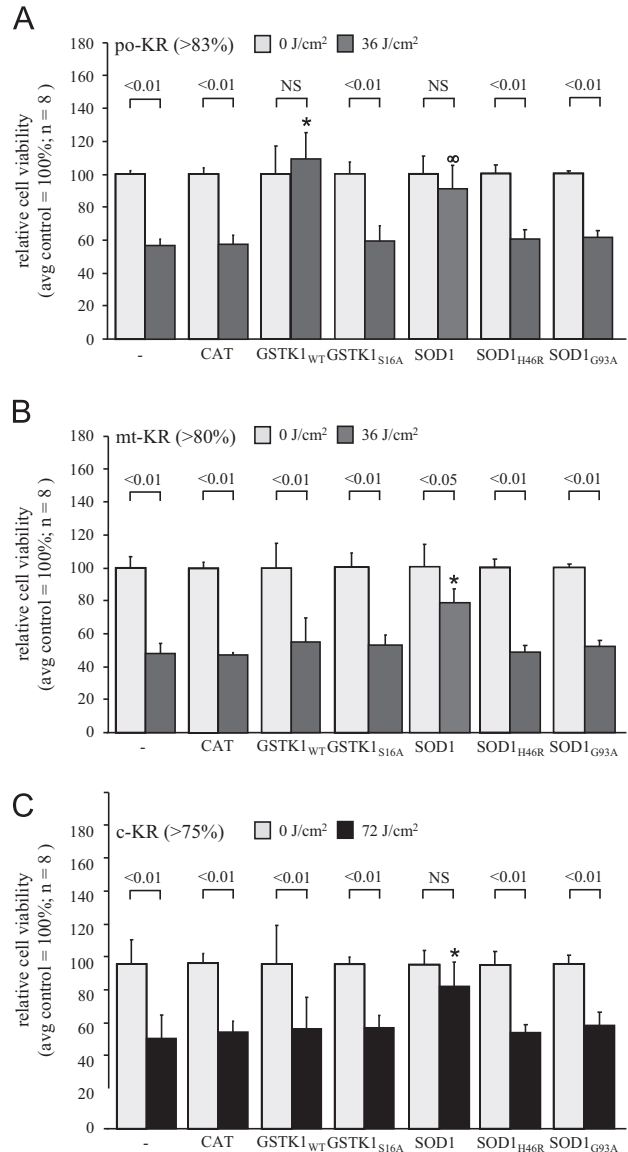 A
po-KR (>83%) 0 J/cm² 36 J/cm²
relative cell viability
(avg control = 100%; n = 8 )
180
160
140
120
100
80
60
40
20
0
<0.01 <0.01 NS <0.01 NS <0.01 <0.01
* ∞
- CAT GSTK1WT GSTK1S16A SOD1 SOD1H46R SOD1G93A
B
mt-KR (>80%) 0 J/cm² 36 J/cm²
relative cell viability
(avg control = 100%; n = 8 )
180
160
140
120
100
80
60
40
20
0
<0.01 <0.01 <0.01 <0.01 <0.05 <0.01 <0.01
*
- CAT GSTK1WT GSTK1S16A SOD1 SOD1H46R SOD1G93A
C
c-KR (>75%) 0 J/cm² 72 J/cm²
relative cell viability
(avg control = 100%; n = 8 )
180
160
140
120
100
80
60
40
20
0
<0.01 <0.01 <0.01 <0.01 NS <0.01 <0.01
*
- CAT GSTK1WT GSTK1S16A SOD1 SOD1H46R SOD1G93A